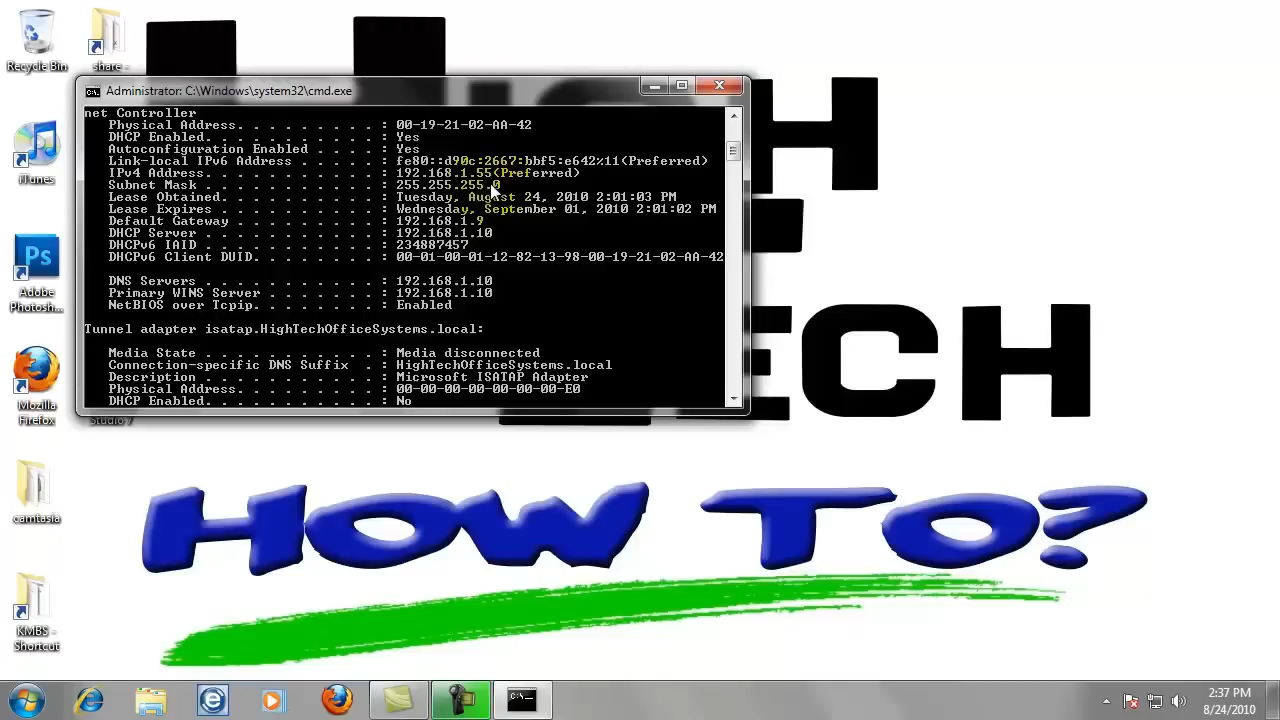 Recycle Bin
share -
iTunes
Adobe
Photosh...
Mozilla
Firefox
camtasia
KMBS -
Shortcut
Administrator: C:\Windows\system32\cmd.exe
net Controller
Physical Address. . . . . . . . . : 00-19-21-02-AA-42
DHCP Enabled. . . . . . . . . . . : Yes
Autoconfiguration Enabled . . . . : Yes
Link-local IPv6 Address . . . . . : fe80::d90c:2667:bbf5:e642%11(Preferred)
IPv4 Address. . . . . . . . . . . :
Subnet Mask . . . . . . . . . . . : 255.255.255.0
Lease Obtained. . . . . . . . . . : Tuesday, August 24, 2010 2:01:03 PM
Lease Expires . . . . . . . . . . : Wednesday, September 01, 2010 2:01:02 PM
Default Gateway . . . . . . . . . : 192.168.1.9
DHCP Server . . . . . . . . . . . : 192.168.1.10
DHCPv6 IAID . . . . . . . . . . . : 234887457
DHCPv6 Client DUID. . . . . . . . : 00-01-00-01-12-82-13-98-00-19-21-02-AA-42
DNS Servers . . . . . . . . . . . : 192.168.1.10
Primary WINS Server . . . . . . . : 192.168.1.10
NetBIOS over Tcpip. . . . . . . . : Enabled
Tunnel adapter isatap.HighTechOfficeSystems.local:
Media State . . . . . . . . . . . : Media disconnected
Connection-specific DNS Suffix  . : HighTechOfficeSystems.local
Description . . . . . . . . . . . : Microsoft ISATAP Adapter
Physical Address. . . . . . . . . : 00-00-00-00-00-00-00-E0
DHCP Enabled. . . . . . . . . . . : No
HOW TO?
2:37 PM
8/24/2010